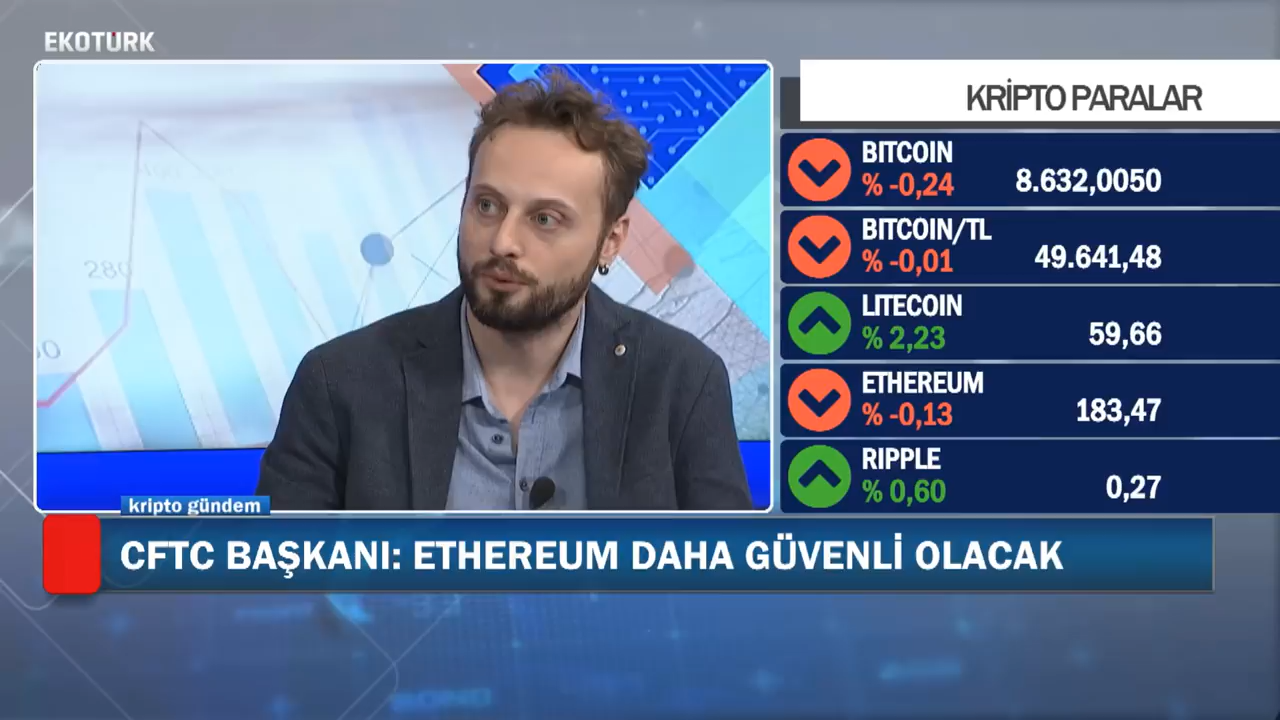 EKOTÜRK
KRİPTO PARALAR
BITCOIN
% -0,24
8.632,0050
BITCOIN/TL
% -0,01
49.641,48
LITECOIN
% 2,23
59,66
ETHEREUM
% -0,13
183,47
RIPPLE
% 0,60
0,27
280
kripto gündem
CFTC BAŞKANI: ETHEREUM DAHA GÜVENLİ OLACAK